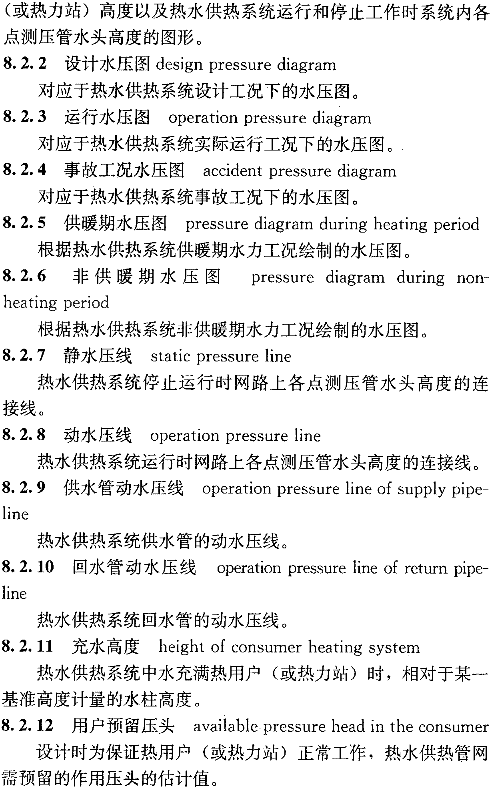 （或热力站）高度以及热水供热系统运行和停止工作时系统内各
点测压管水头高度的图形。
8.2.2 设计水压图 design pressure diagram
对应于热水供热系统设计工况下的水压图。
8.2.3 运行水压图 operation pressure diagram
对应于热水供热系统实际运行工况下的水压图。
8.2.4 事故工况水压图 accident pressure diagram
对应于热水供热系统事故工况下的水压图。
8.2.5 供暖期水压图 pressure diagram during heating period
根据热水供热系统供暖期水力工况绘制的水压图。
8.2.6 非供暖期水压图 pressure diagram during non-
heating period
根据热水供热系统非供暖期水力工况绘制的水压图。
8.2.7 静水压线 static pressure line
热水供热系统停止运行时网路上各点测压管水头高度的连
接线。
8.2.8 动水压线 operation pressure line
热水供热系统运行时网路上各点测压管水头高度的连接线。
8.2.9 供水管动水压线 operation pressure line of supply pipe-
line
热水供热系统供水管的动水压线。
8.2.10 回水管动水压线 operation pressure line of return pipe-
line
热水供热系统回水管的动水压线。
8.2.11 充水高度 height of consumer heating system
热水供热系统中水充满热用户（或热力站）时，相对于某一
基准高度计量的水柱高度。
8.2.12 用户预留压头 available pressure head in the consumer
设计时为保证热用户（或热力站）正常工作，热水供热管网
需预留的作用压头的估计值。